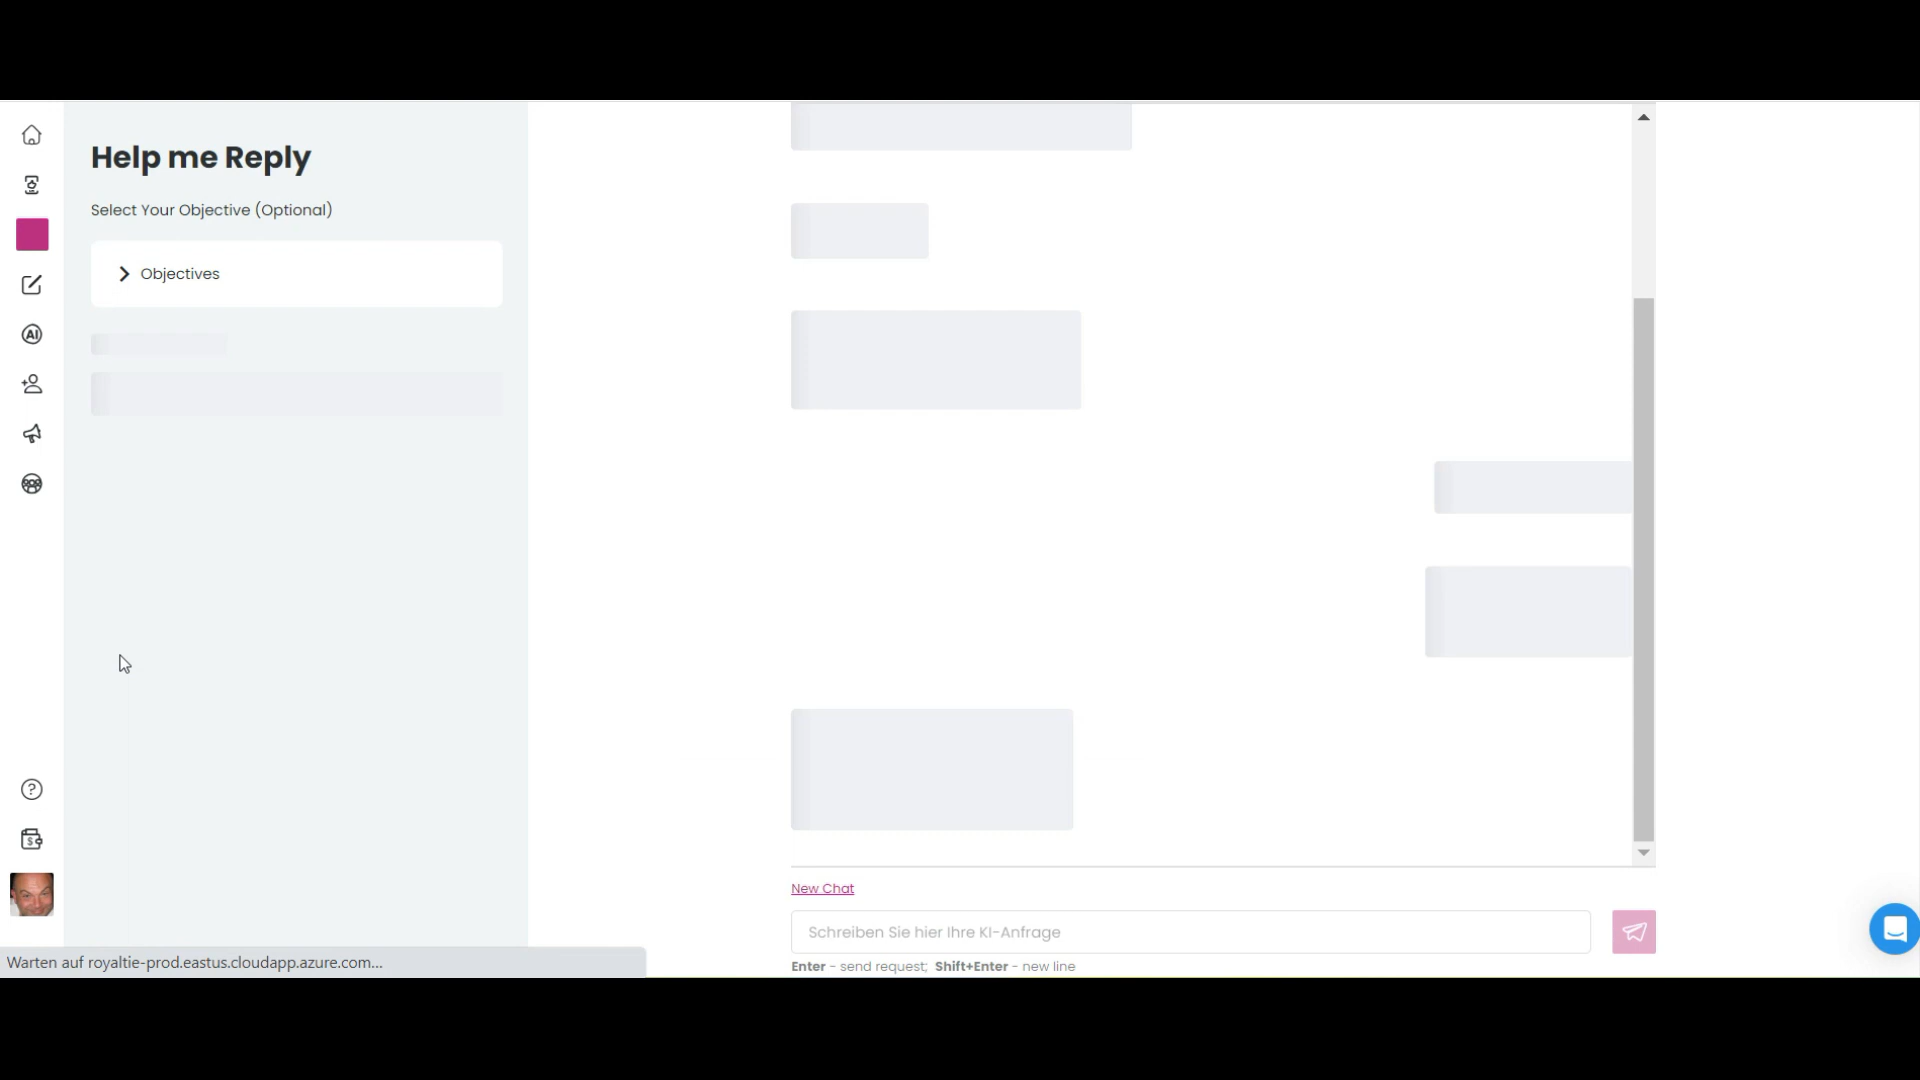 Help me Reply
Select Your Objective (Optional)
Objectives
AI
New Chat
Schreiben Sie hier Ihre KI-Anfrage
Enter - send request; Shift+Enter - new line
Warten auf royaltie-prod.eastus.cloudapp.azure.com...